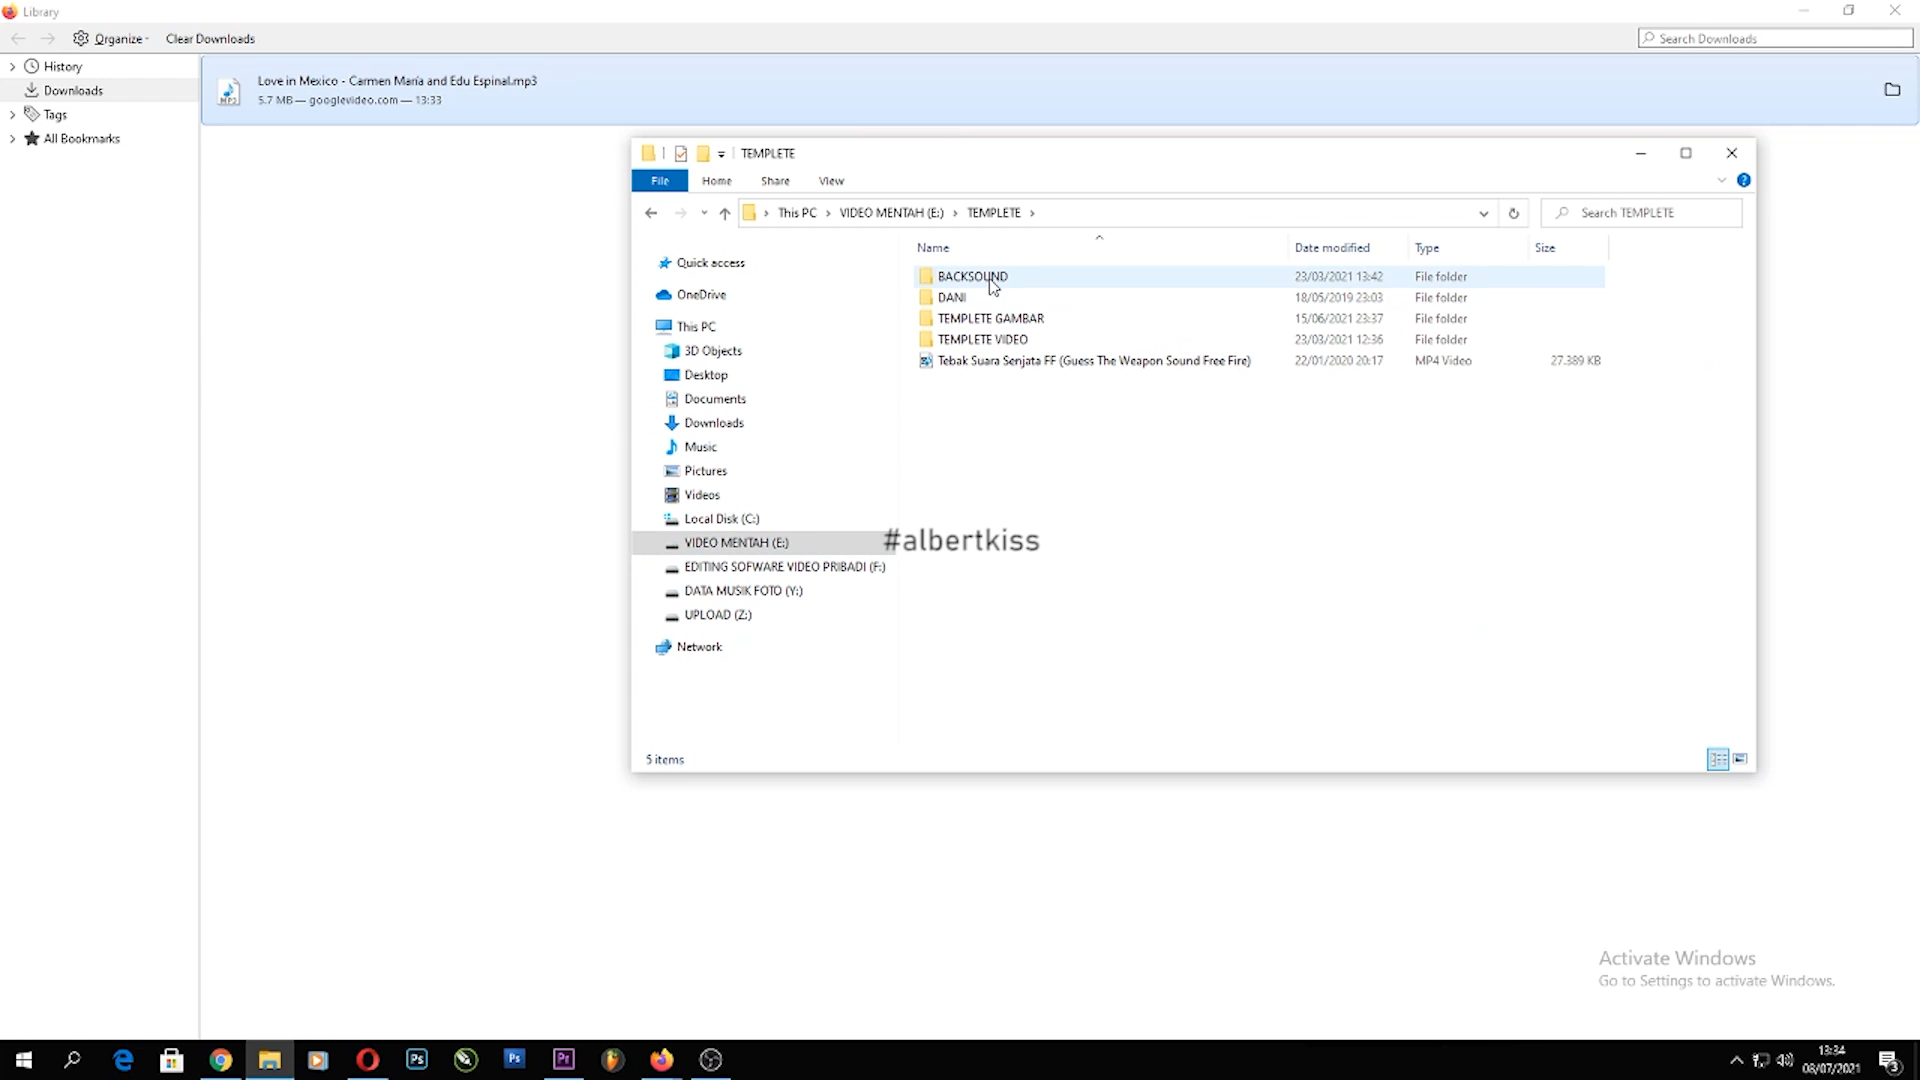 Library
Organize
Clear Downloads
Search Downloads
History
Downloads
Tags
All Bookmarks
Love in Mexico - Carmen María and Edu Espinal.mp3
5.7 MB — googlevideo.com — 13:33
MP3
TEMPLETE
File
Home
Share
View
This PC
VIDEO MENTAH (E:)
TEMPLETE
Search TEMPLETE
Name
Date modified
Type
Size
BACKSOUND 23/03/2021 13:42 File folder
DANI 18/05/2019 23:03 File folder
TEMPLETE GAMBAR 15/06/2021 23:37 File folder
TEMPLETE VIDEO 23/03/2021 12:36 File folder
Tebak Suara Senjata FF (Guess The Weapon Sound Free Fire) 22/01/2020 20:17 MP4 Video 27.389 KB
Quick access
OneDrive
This PC
3D Objects
Desktop
Documents
Downloads
Music
Pictures
Videos
Local Disk (C:)
VIDEO MENTAH (E:)
EDITING SOFWARE VIDEO PRIBADI (F:)
DATA MUSIK FOTO (Y:)
UPLOAD (Z:)
Network
#albertkiss
5 items
Activate Windows
Go to Settings to activate Windows.
Ps
Ps
Pr
13:34
08/07/2021
3